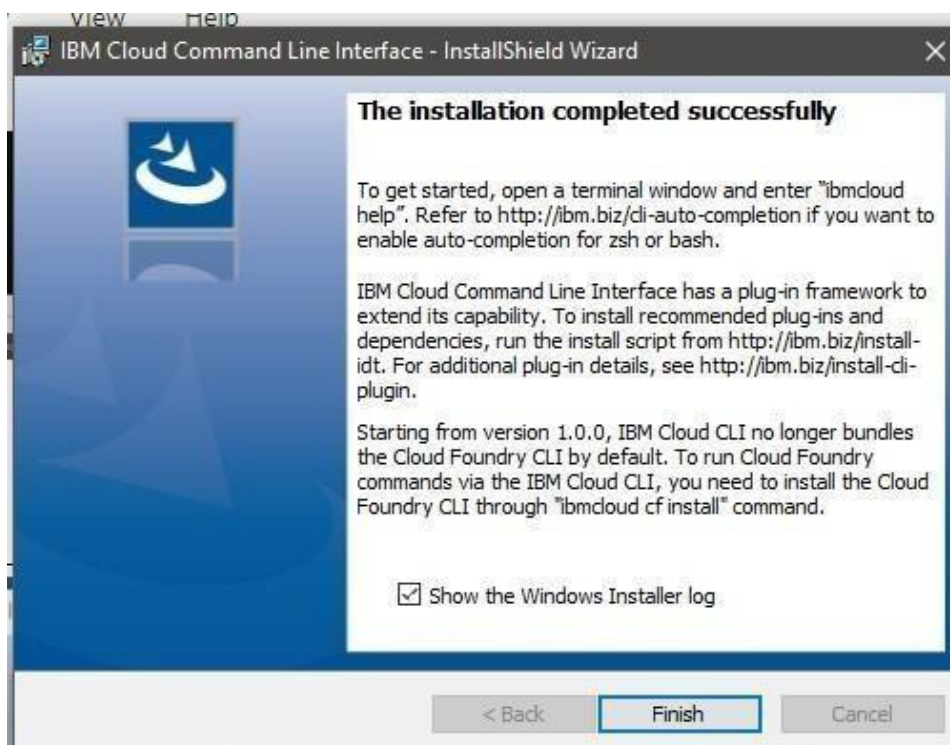 View Help
IBM Cloud Command Line Interface - InstallShield Wizard
The installation completed successfully
To get started, open a terminal window and enter "ibmcloud
help". Refer to http://ibm.biz/cli-auto-completion if you want to
enable auto-completion for zsh or bash.
IBM Cloud Command Line Interface has a plug-in framework to
extend its capability. To install recommended plug-ins and
dependencies, run the install script from http://ibm.biz/install-
idt. For additional plug-in details, see http://ibm.biz/install-cli-
plugin.
Starting from version 1.0.0, IBM Cloud CLI no longer bundles
the Cloud Foundry CLI by default. To run Cloud Foundry
commands via the IBM Cloud CLI, you need to install the Cloud
Foundry CLI through "ibmcloud cf install" command.
Show the Windows Installer log
< Back Finish Cancel